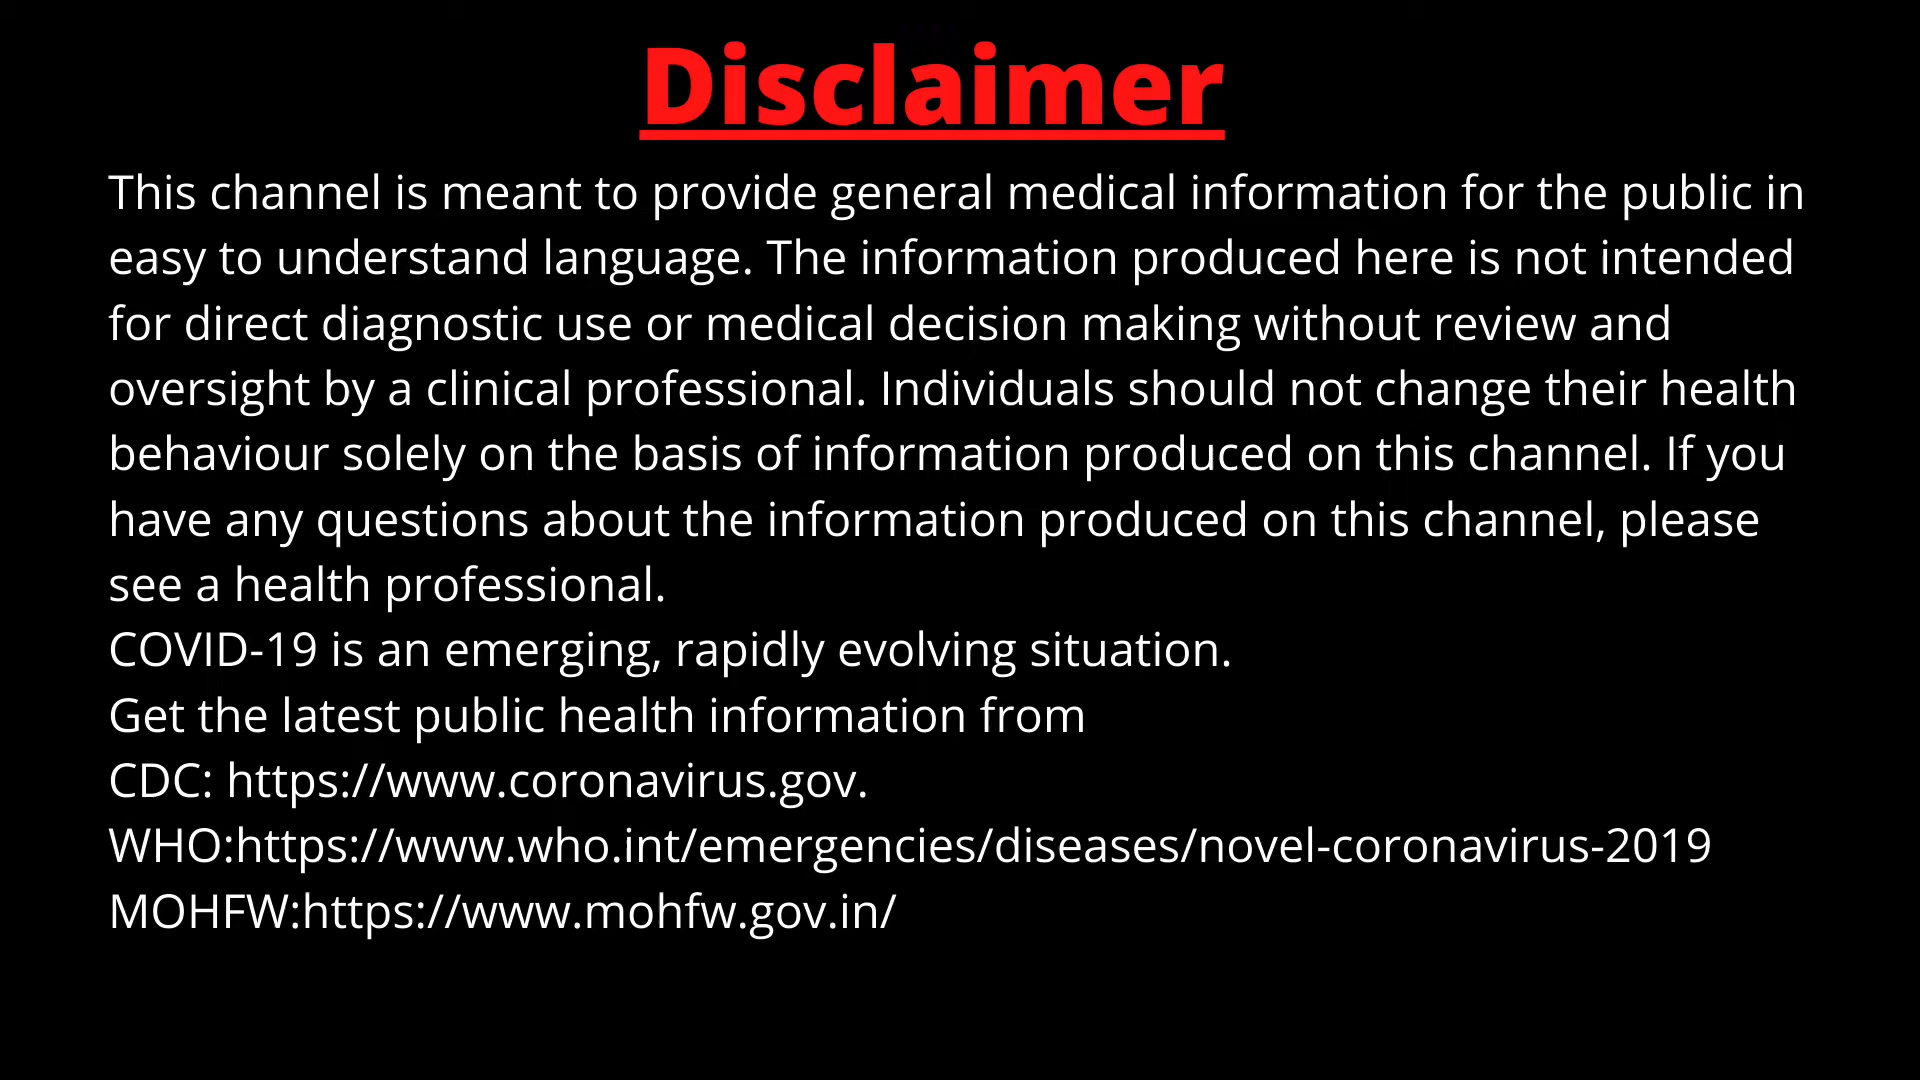 Disclaimer
This channel is meant to provide general medical information for the public in
easy to understand language. The information produced here is not intended
for direct diagnostic use or medical decision making without review and
oversight by a clinical professional. Individuals should not change their health
behaviour solely on the basis of information produced on this channel. If you
have any questions about the information produced on this channel, please
see a health professional.
COVID-19 is an emerging, rapidly evolving situation.
Get the latest public health information from
CDC: https://www.coronavirus.gov.
WHO:https://www.who.int/emergencies/diseases/novel-coronavirus-2019
MOHFW:https://www.mohfw.gov.in/